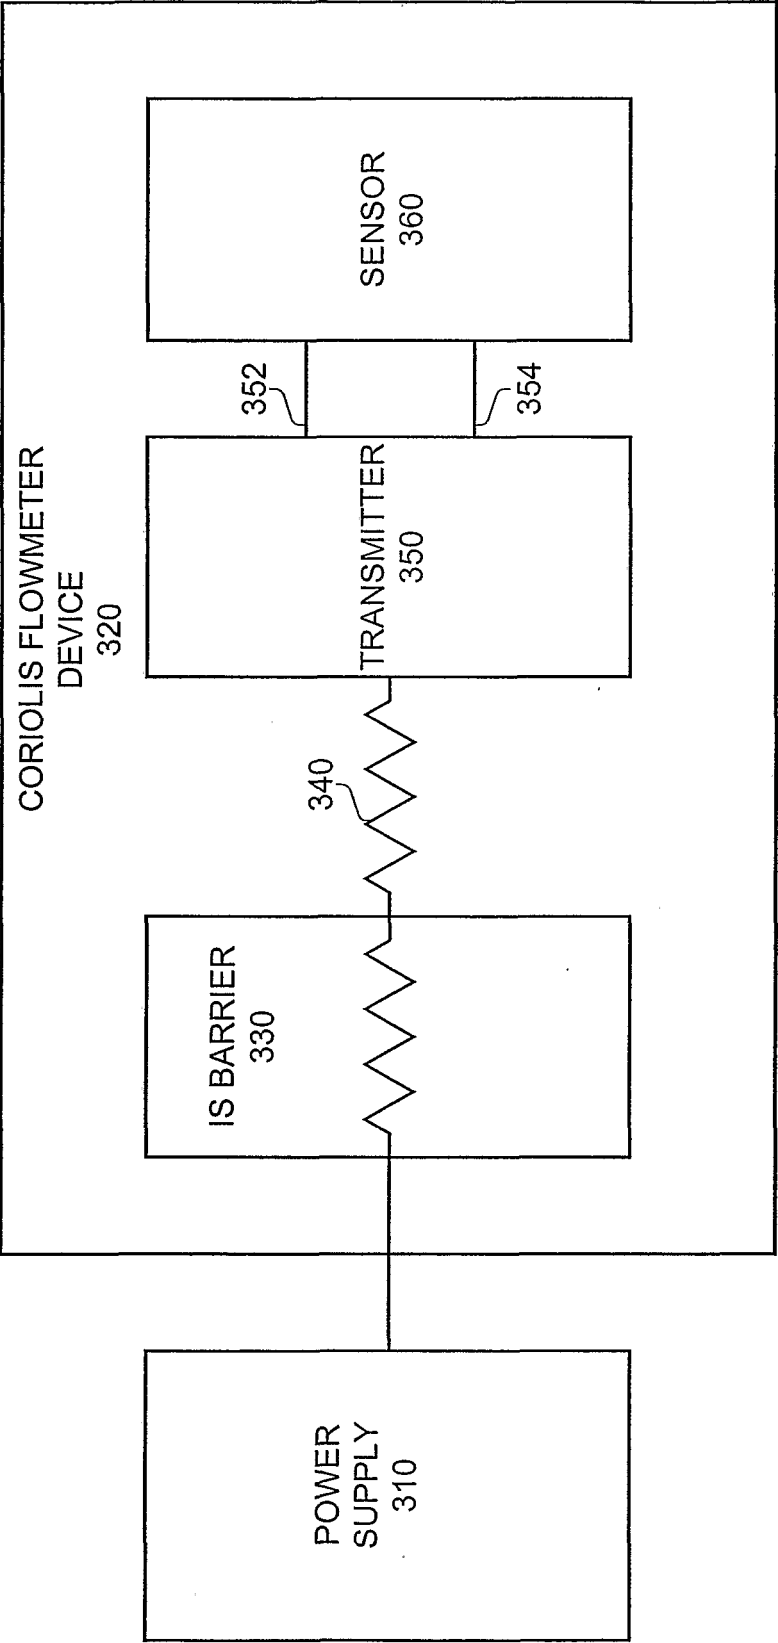 CORIOLIS FLOWMETER
DEVICE
320
POWER
SUPPLY
310
IS BARRIER
330
340
TRANSMITTER
350
352
354
SENSOR
360